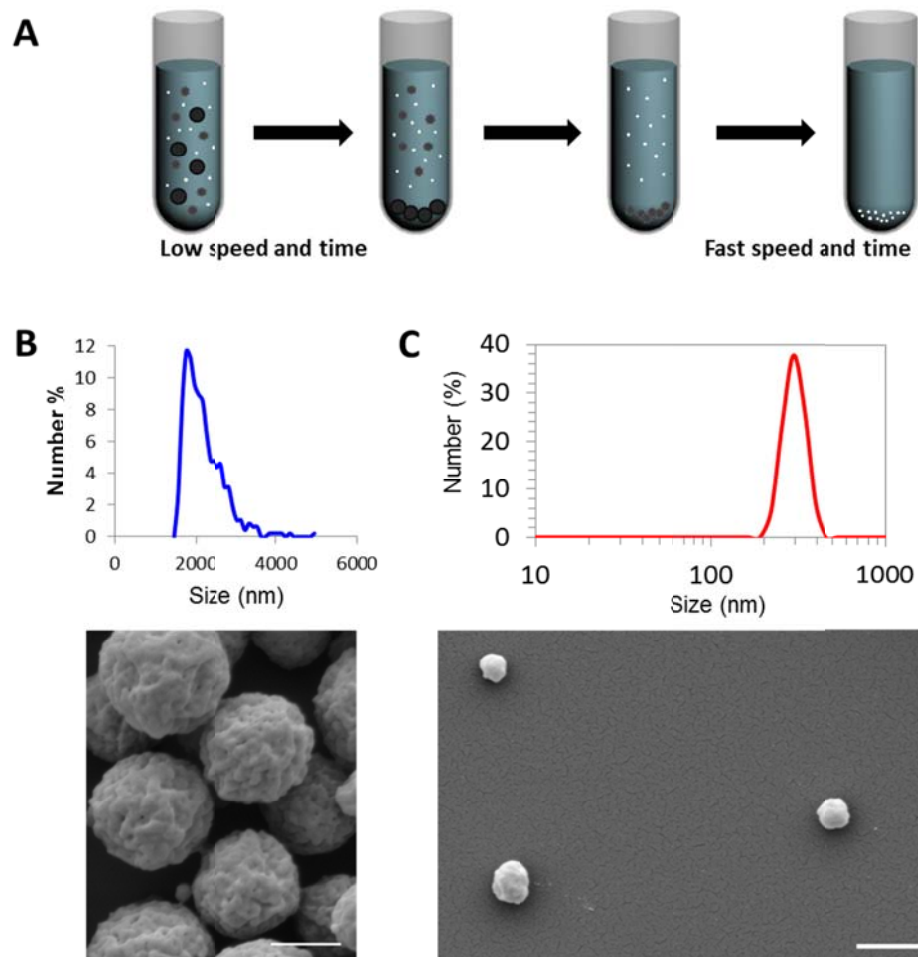 A
Low speed and time
Fast speed and time
B
12
10
8
6
4
2
0
Number %
0
2000
4000
6000
Size (nm)
C
40
30
20
10
0
Number (%)
10
100
1000
Size (nm)